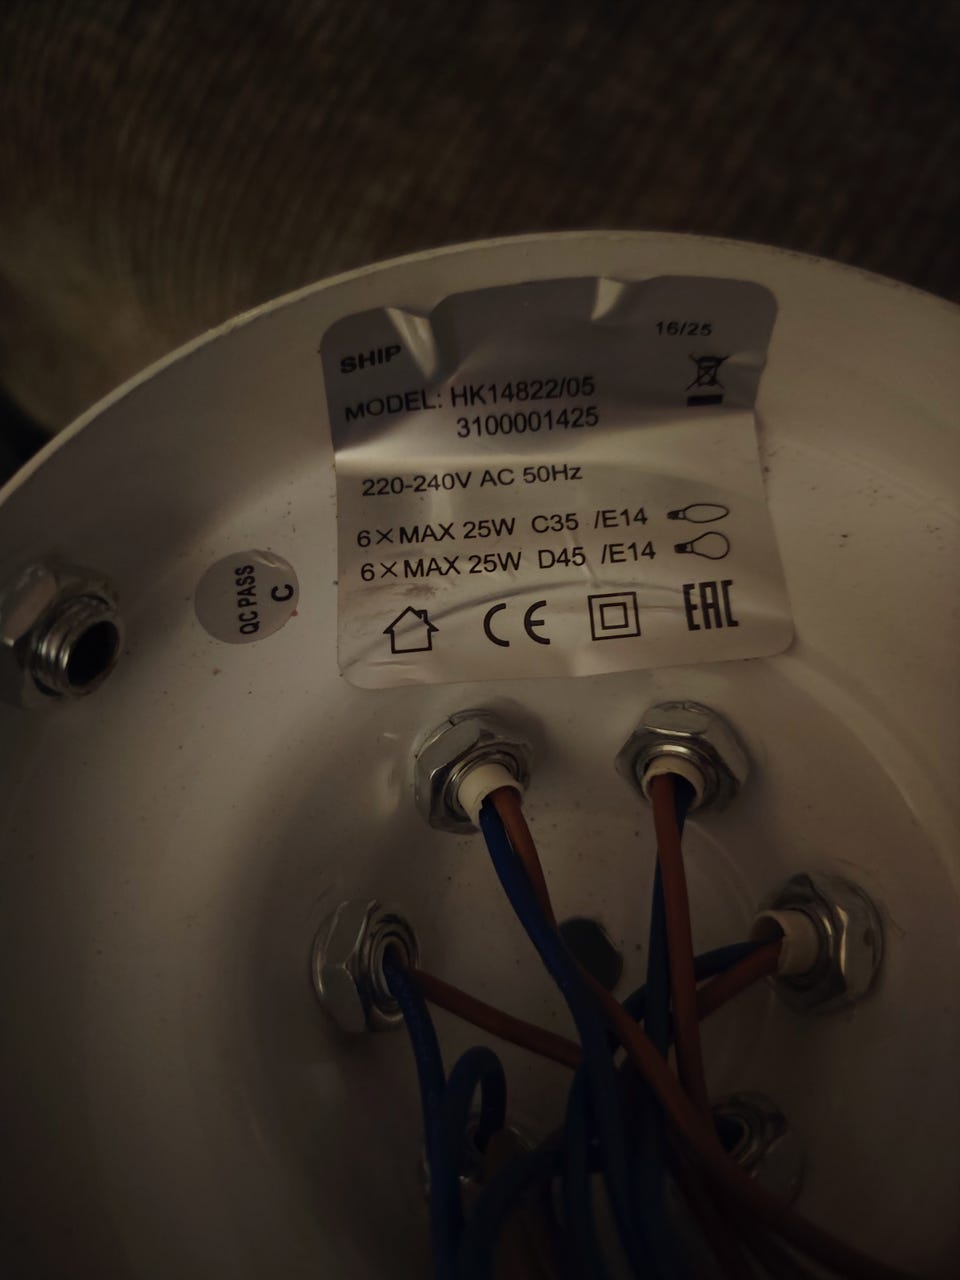 16/25
SHIP
MODEL: HK14822/05
3100001425
220-240V AC 50Hz
6×MAX 25W C35 /E14
6×MAX 25W D45 /E14
CE EAC
QC PASS
C